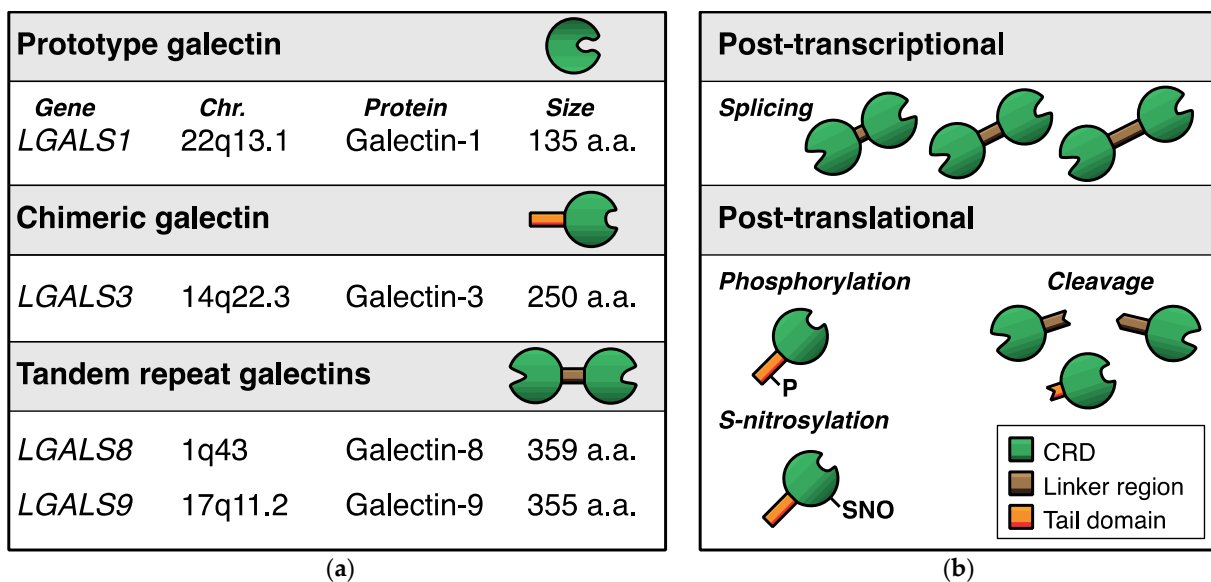 Prototype galectin
Gene Chr. Protein Size
LGALS1 22q13.1 Galectin-1 135 a.a.
Chimeric galectin
LGALS3 14q22.3 Galectin-3 250 a.a.
Tandem repeat galectins
LGALS8 1q43 Galectin-8 359 a.a.
LGALS9 17q11.2 Galectin-9 355 a.a.
(a)
Post-transcriptional
Splicing
Post-translational
Phosphorylation Cleavage
P
S-nitrosylation
SNO
CRD
Linker region
Tail domain
(b)